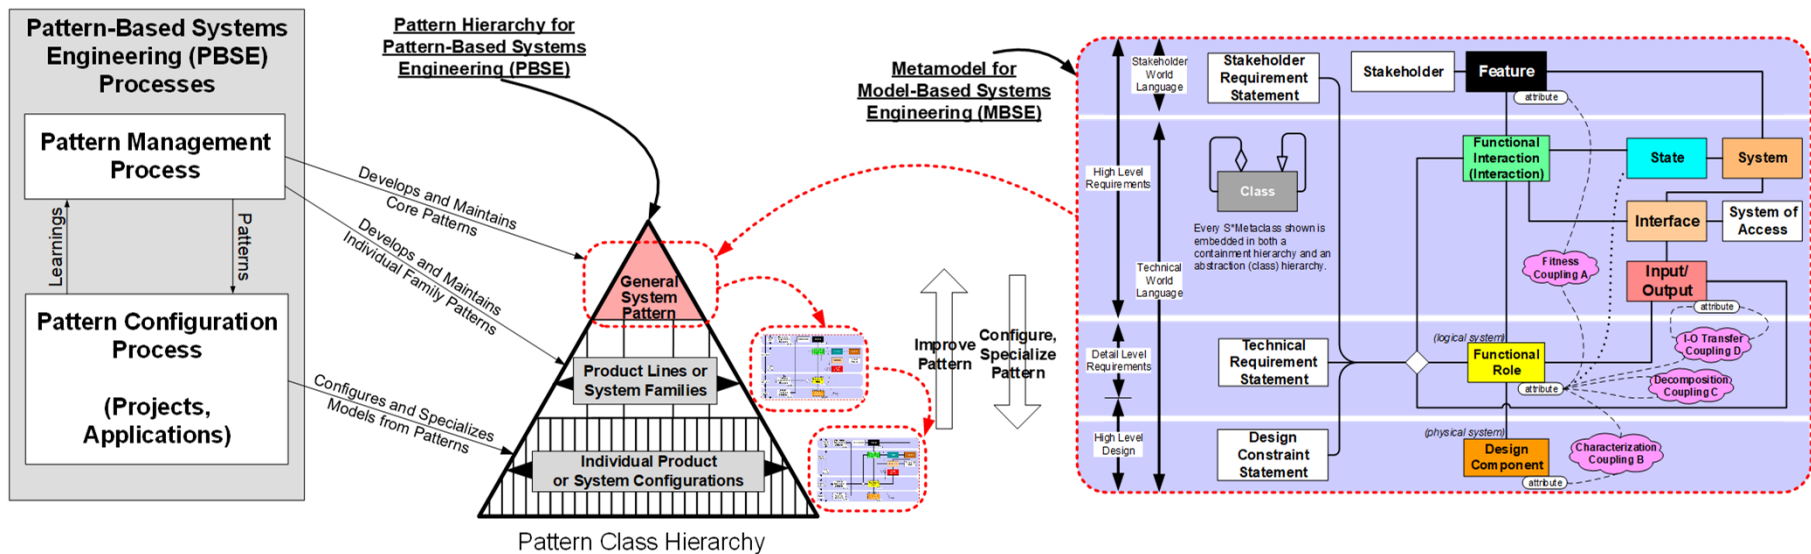 Pattern-Based Systems
Engineering (PBSE)
Processes
Pattern Management
Process
Learnings
Patterns
Pattern Configuration
Process
(Projects,
Applications)
Pattern Hierarchy for
Pattern-Based Systems
Engineering (PBSE)
Develops and Maintains
Core Patterns
Develops and Maintains
Individual Family Patterns
Configures and Specializes
Models from Patterns
General
System
Pattern
Product Lines or
System Families
Individual Product
or System Configurations
Pattern Class Hierarchy
Improve
Pattern
Configure,
Specialize
Pattern
Metamodel for
Model-Based Systems
Engineering (MBSE)
Stakeholder
World
Language
High Level
Requirements
Technical
World
Language
Detail Level
Requirements
High Level
Design
Stakeholder
Requirement
Statement
Stakeholder
Feature
attribute
Class
Every S*Metaclass shown is
embedded in both a
containment hierarchy and an
abstraction (class) hierarchy.
Functional
Interaction
(Interaction)
State
System
Interface
System of
Access
Fitness
Coupling A
Input/
Output
attribute
I-O Transfer
Coupling D
Technical
Requirement
Statement
(logical system)
Functional
Role
attribute
Decomposition
Coupling C
Design
Constraint
Statement
(physical system)
Design
Component
attribute
Characterization
Coupling B